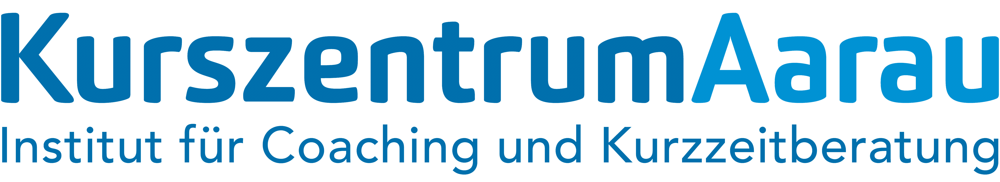 KurszentrumAarau
Institut für Coaching und Kurzzeitberatung